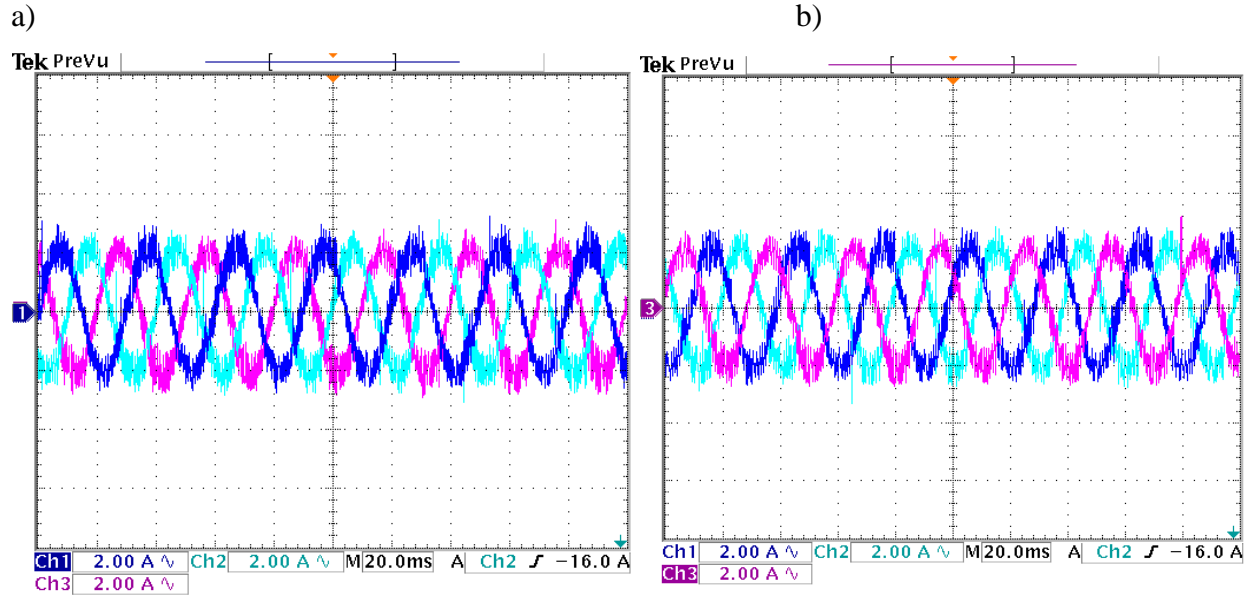 a)
b)
Tek PreVu
1
Ch1 2.00 A ∿ Ch2 2.00 A ∿ M 20.0ms A Ch2 ʃ −16.0 A
Ch3 2.00 A ∿
Tek PreVu
3
Ch1 2.00 A ∿ Ch2 2.00 A ∿ M 20.0ms A Ch2 ʃ −16.0 A
Ch3 2.00 A ∿